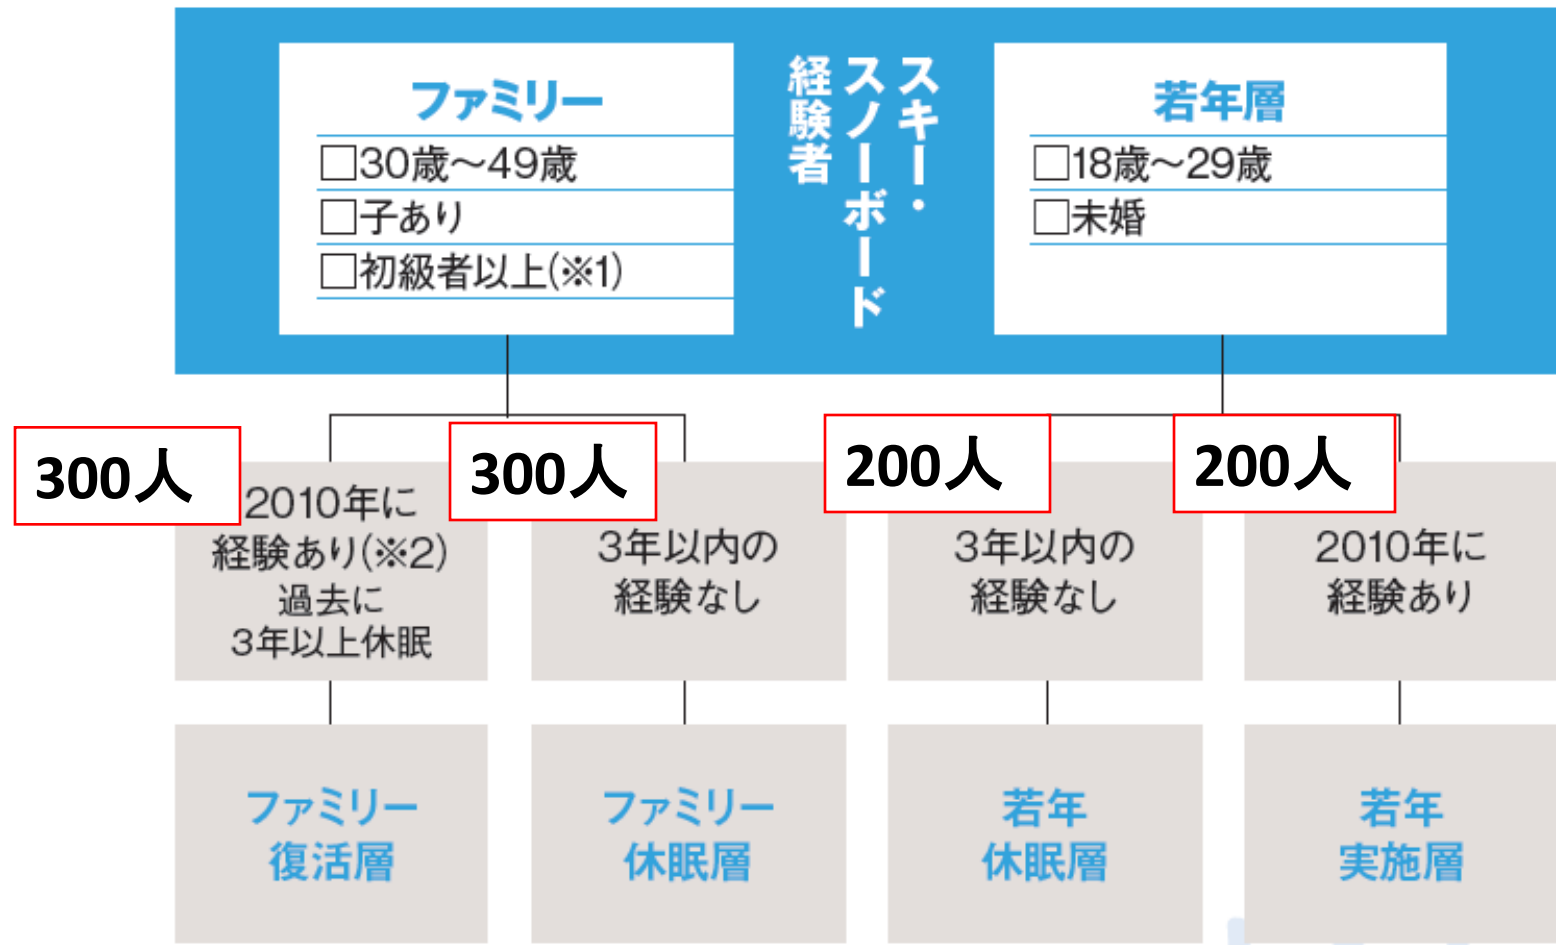 ファミリー
□30歳〜49歳
□子あり
□初級者以上(※1)
スキー・
スノーボード
経験者
若年層
□18歳〜29歳
□未婚
300人
2010年に
経験あり(※2)
過去に
3年以上休眠
300人
3年以内の
経験なし
200人
3年以内の
経験なし
200人
2010年に
経験あり
ファミリー
復活層
ファミリー
休眠層
若年
休眠層
若年
実施層